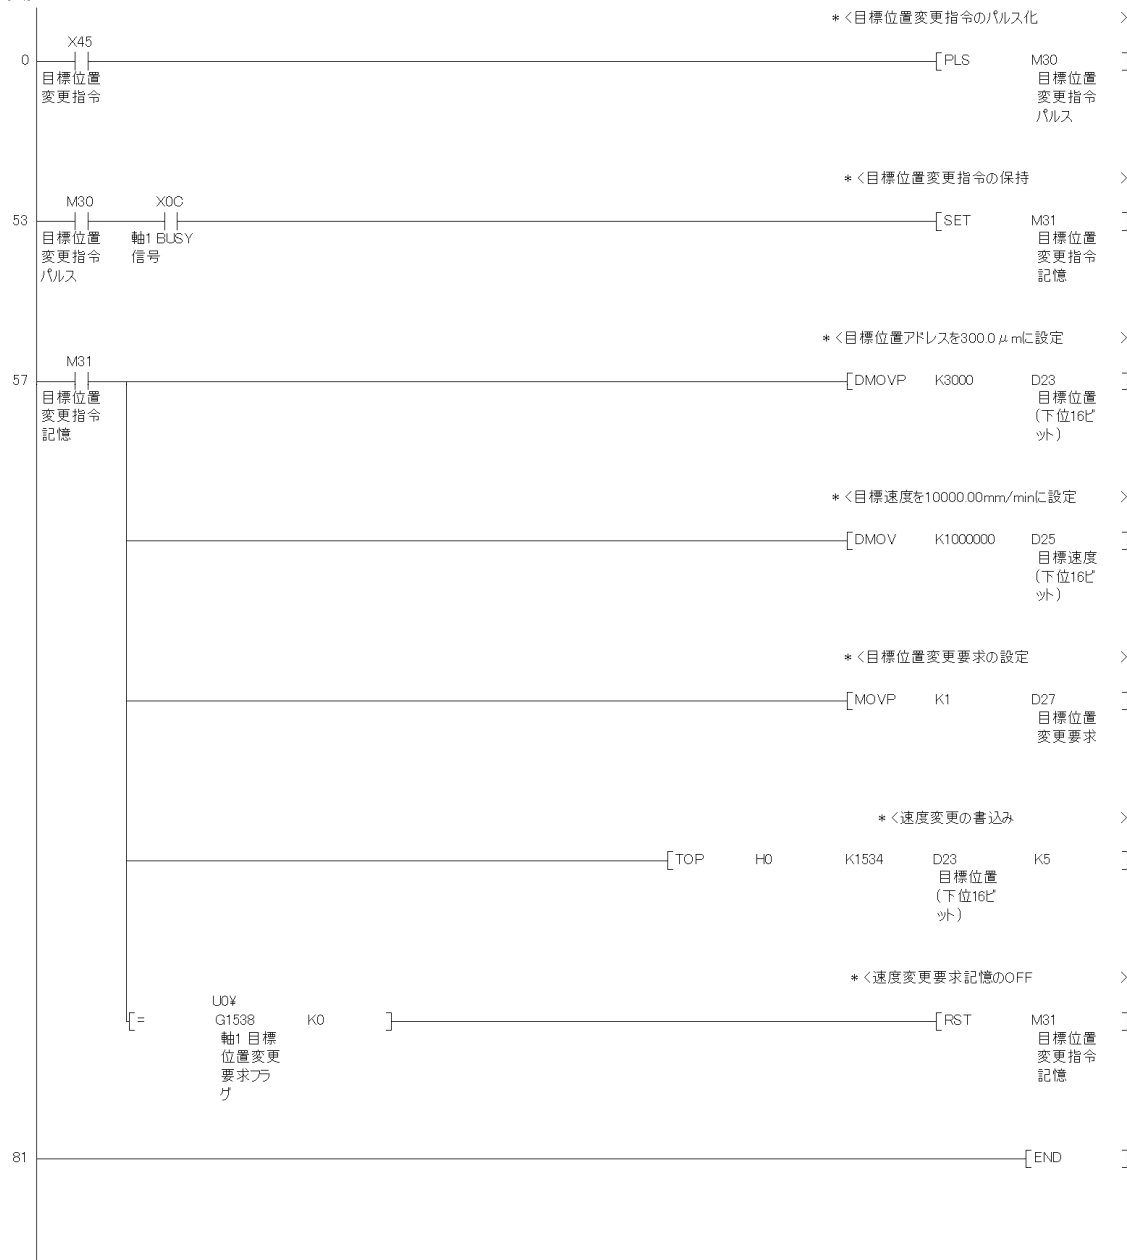 * <目標位置変更指令のパルス化 >
X45
0 [PLS M30 ]
目標位置 目標位置
変更指令 変更指令
パルス
* <目標位置変更指令の保持 >
M30 X0C
53 [SET M31 ]
目標位置 軸1 BUSY 目標位置
変更指令 信号 変更指令
パルス 記憶
* <目標位置アドレスを300.0μmに設定 >
M31
57 [DMOVP K3000 D23 ]
目標位置 目標位置
変更指令 (下位16ビ
記憶 ット)
* <目標速度を10000.00mm/minに設定 >
[DMOV K1000000 D25 ]
目標速度
(下位16ビ
ット)
* <目標位置変更要求の設定 >
[MOVP K1 D27 ]
目標位置
変更要求
* <速度変更の書込み >
[TOP H0 K1534 D23 K5 ]
目標位置
(下位16ビ
ット)
* <速度変更要求記憶のOFF >
U0¥
[= G1538 K0 ] [RST M31 ]
軸1 目標 目標位置
位置変更 変更指令
要求フラ 記憶
グ
81 [END ]